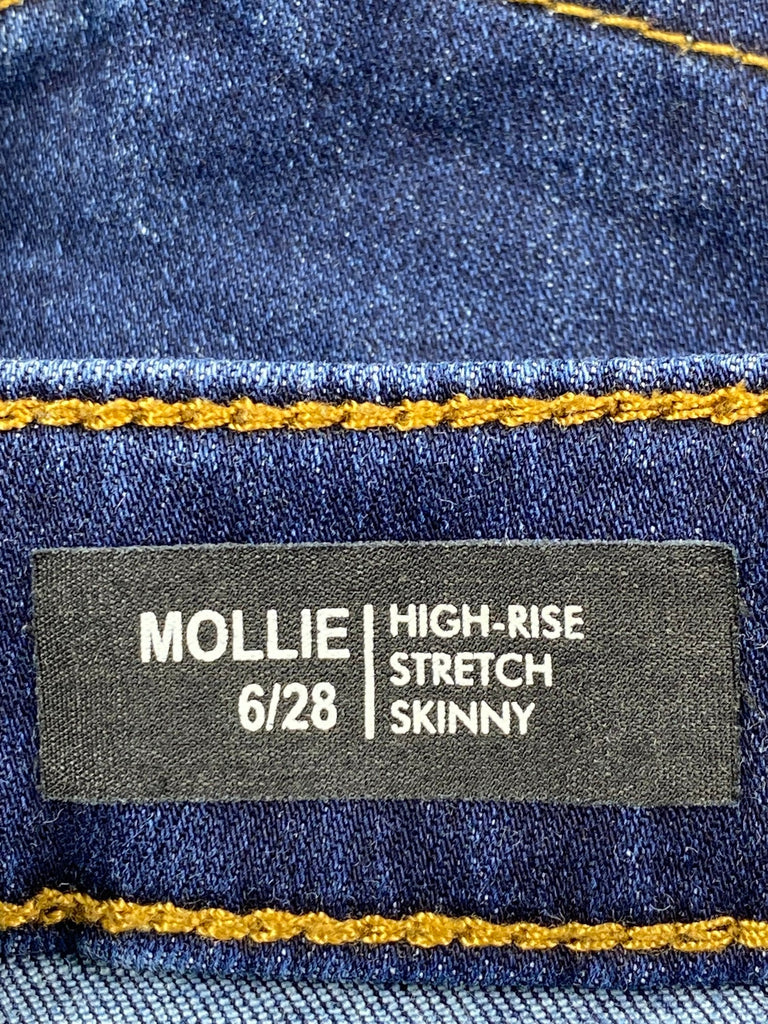 MOLLIE
6/28
HIGH-RISE
STRETCH
SKINNY